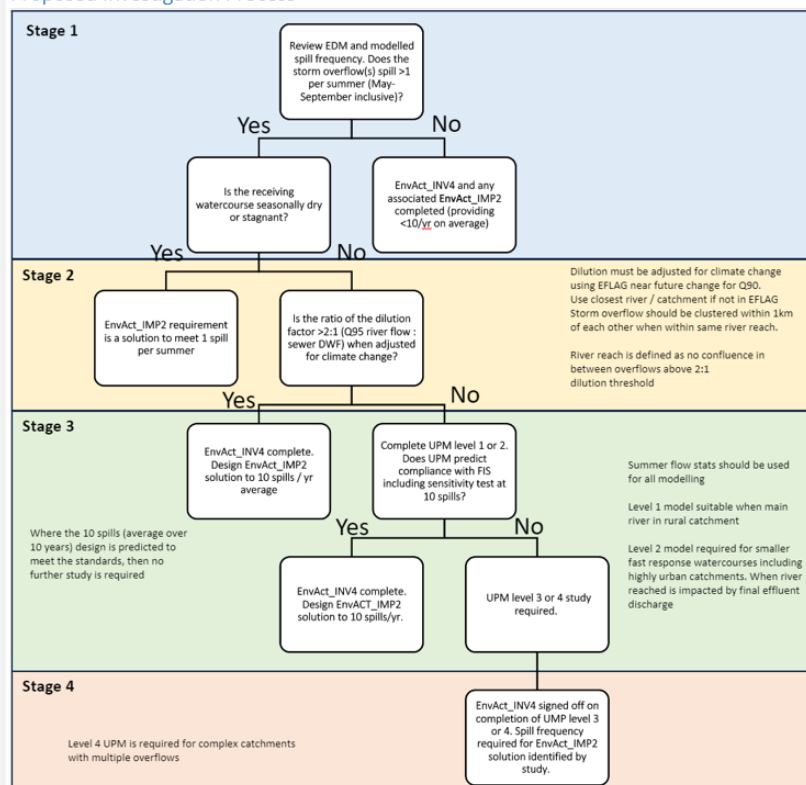 Proposed Investigation Process
Stage 1
Review EDM and modelled
spill frequency. Does the
storm overflow(s) spill >1
per summer (May-
September inclusive)?
Yes
No
Is the receiving
watercourse seasonally dry
or stagnant?
EnvAct_INV4 and any
associated EnvAct_IMP2
completed (providing
<10/yr on average)
Yes
No
Stage 2
EnvAct_IMP2 requirement
is a solution to meet 1 spill
per summer
Is the ratio of the dilution
factor >2:1 (Q95 river flow :
sewer DWF) when adjusted
for climate change?
Dilution must be adjusted for climate change
using EFLAG near future change for Q90.
Use closest river / catchment if not in EFLAG
Storm overflow should be clustered within 1km
of each other when within same river reach.
River reach is defined as no confluence in
between overflows above 2:1
dilution threshold
Yes
No
Stage 3
EnvAct_INV4 complete.
Design EnvAct_IMP2
solution to 10 spills / yr
average
Complete UPM level 1 or 2.
Does UPM predict
compliance with FIS
including sensitivity test at
10 spills?
Summer flow stats should be used
for all modelling
Level 1 model suitable when main
river in rural catchment
Level 2 model required for smaller
fast response watercourses including
highly urban catchments. When river
reached is impacted by final effluent
discharge
Where the 10 spills (average over
10 years) design is predicted to
meet the standards, then no
further study is required
Yes
No
EnvAct_INV4 complete.
Design EnvACT_IMP2
solution to 10 spills/yr.
UPM level 3 or 4 study
required.
Stage 4
EnvAct_INV4 signed off on
completion of UMP level 3
or 4. Spill frequency
required for EnvAct_IMP2
solution identified by
study.
Level 4 UPM is required for complex catchments
with multiple overflows